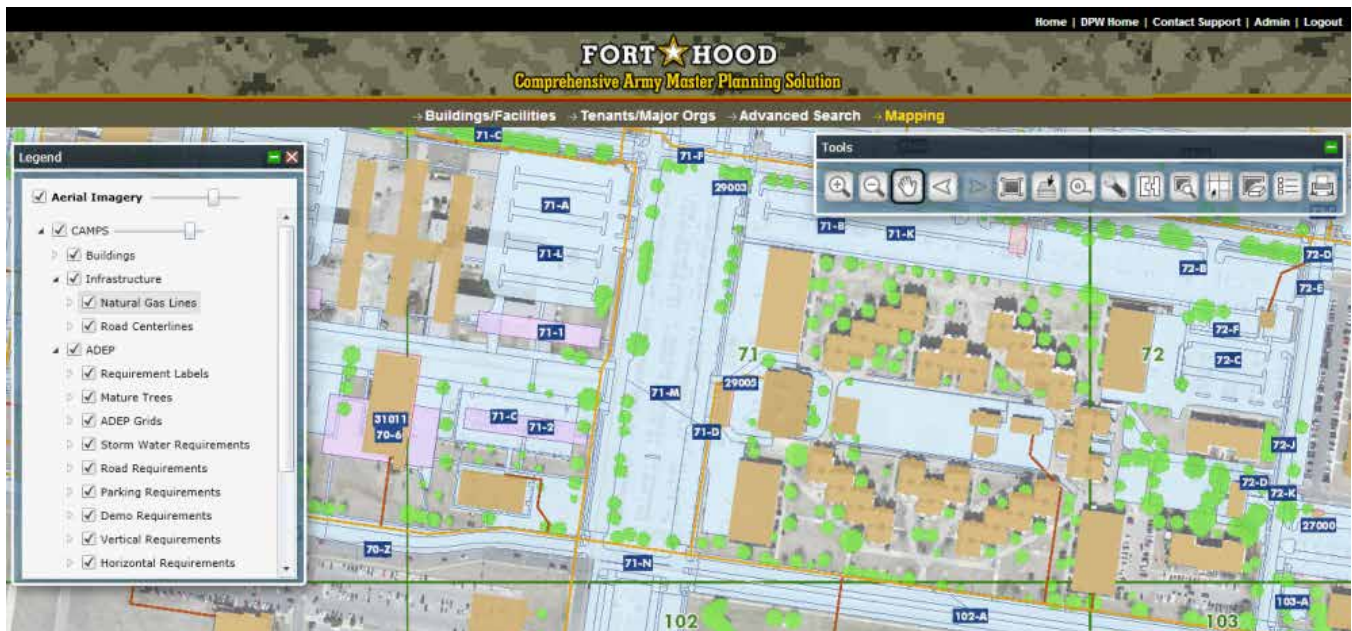 Home | DPW Home | Contact Support | Admin | Logout
FORT HOOD
Comprehensive Army Master Planning Solution
→ Buildings/Facilities → Tenants/Major Orgs → Advanced Search → Mapping
Legend
Aerial Imagery
CAMPS
Buildings
Infrastructure
Natural Gas Lines
Road Centerlines
ADEP
Requirement Labels
Mature Trees
ADEP Grids
Storm Water Requirements
Road Requirements
Parking Requirements
Demo Requirements
Vertical Requirements
Horizontal Requirements
Tools
71-C
71-F
29003
71-A
71-B
71-K
71-L
72-B
72-D
72-E
71-1
72-F
71
72
72-C
29005
71-M
31011
70-6
71-C
71-2
71-D
72-J
72-D
72-K
27000
70-Z
71-N
103-A
102
102-A
103